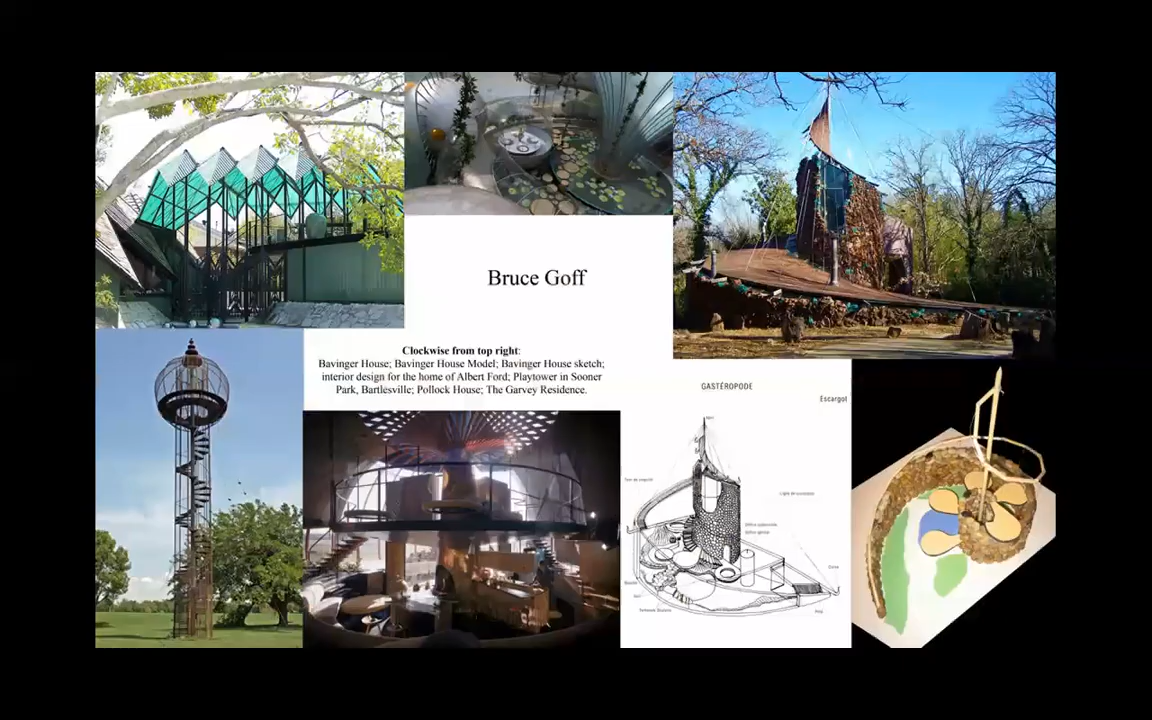 Bruce Goff
Clockwise from top right:
Bavinger House; Bavinger House Model; Bavinger House sketch;
interior design for the home of Albert Ford; Playtower in Sooner
Park, Bartlesville; Pollock House; The Garvey Residence.
GASTÉROPODE
Escargot